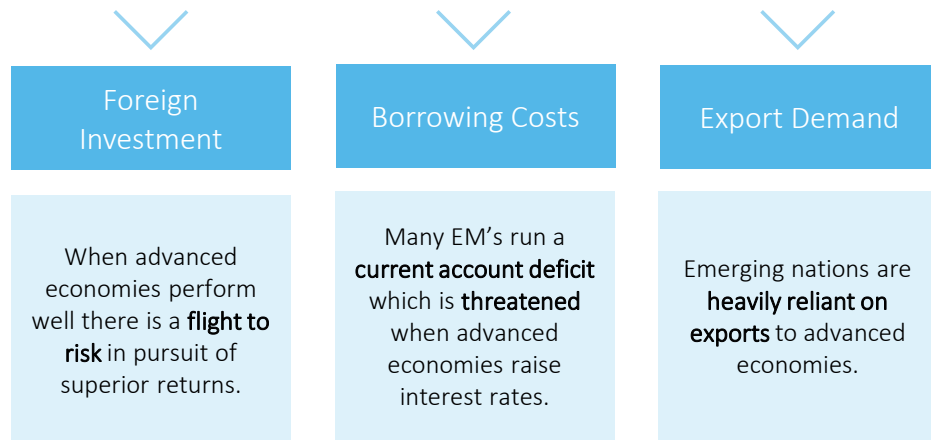 Foreign
Investment
When advanced
economies perform
well there is a flight to
risk in pursuit of
superior returns.
Borrowing Costs
Many EM’s run a
current account deficit
which is threatened
when advanced
economies raise
interest rates.
Export Demand
Emerging nations are
heavily reliant on
exports to advanced
economies.